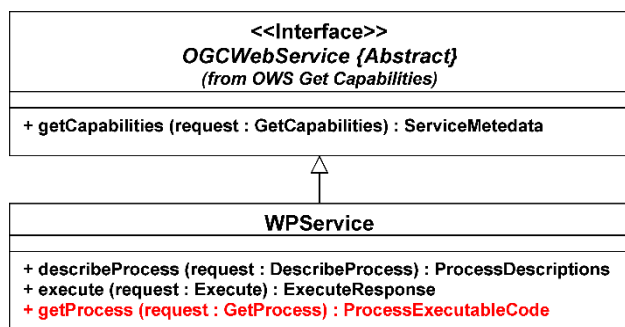 <<Interface>>
OGCWebService {Abstract}
(from OWS Get Capabilities)
+ getCapabilities (request : GetCapabilities) : ServiceMetedata
WPService
+ describeProcess (request : DescribeProcess) : ProcessDescriptions
+ execute (request : Execute) : ExecuteResponse
+ getProcess (request : GetProcess) : ProcessExecutableCode